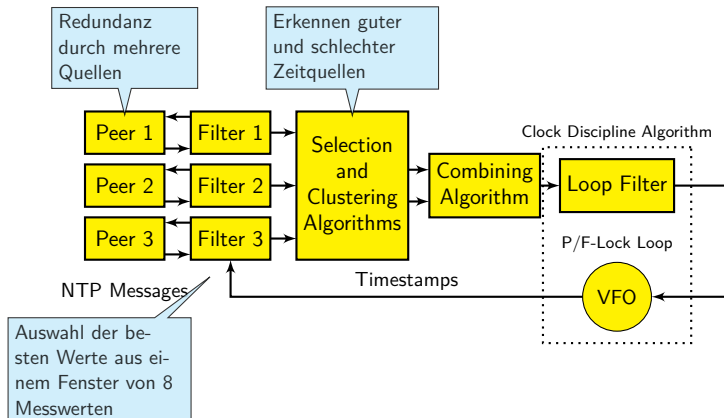 Redundanz
durch mehrere
Quellen
Erkennen guter
und schlechter
Zeitquellen
Peer 1
Filter 1
Peer 2
Filter 2
Peer 3
Filter 3
Selection
and
Clustering
Algorithms
Combining
Algorithm
Clock Discipline Algorithm
Loop Filter
P/F-Lock Loop
VFO
Timestamps
NTP Messages
Auswahl der be-
sten Werte aus ei-
nem Fenster von 8
Messwerten